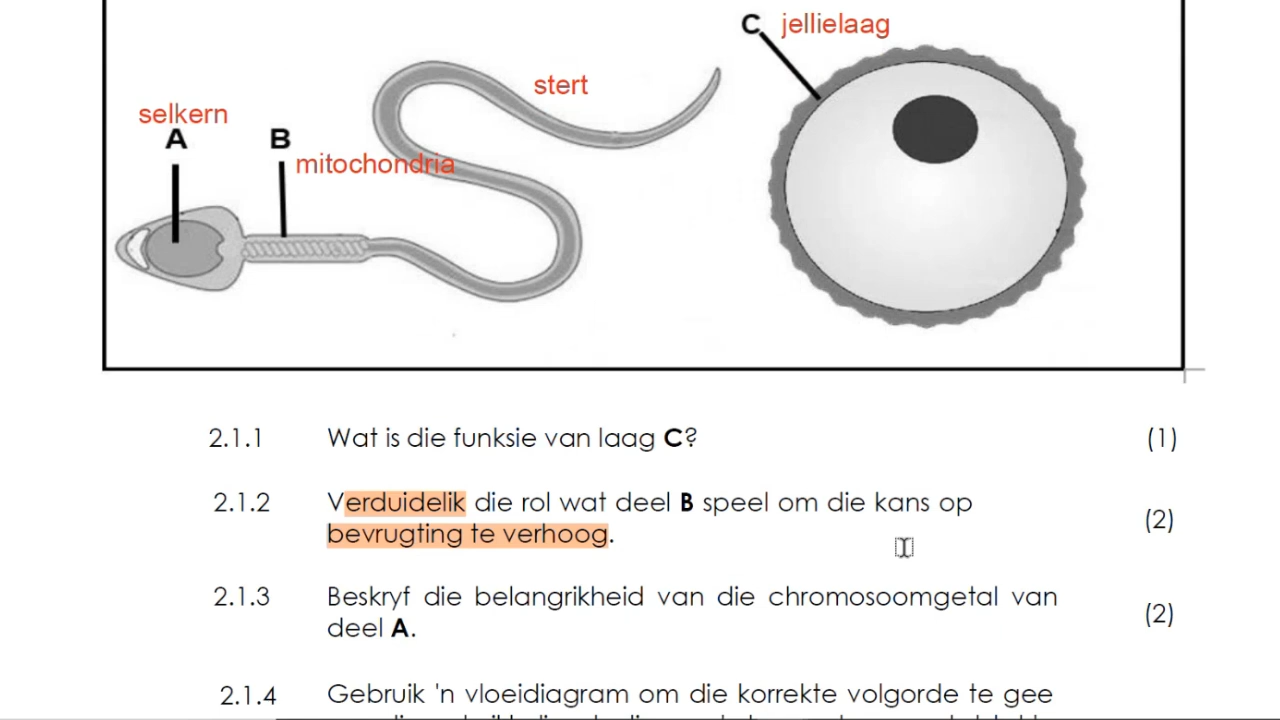 C jellielaag
stert
selkern
A
B
mitochondria
2.1.1 Wat is die funksie van laag C? (1)
2.1.2 Verduidelik die rol wat deel B speel om die kans op
bevrugting te verhoog. (2)
2.1.3 Beskryf die belangrikheid van die chromosoomgetal van
deel A. (2)
2.1.4 Gebruik 'n vloeidiagram om die korrekte volgorde te gee